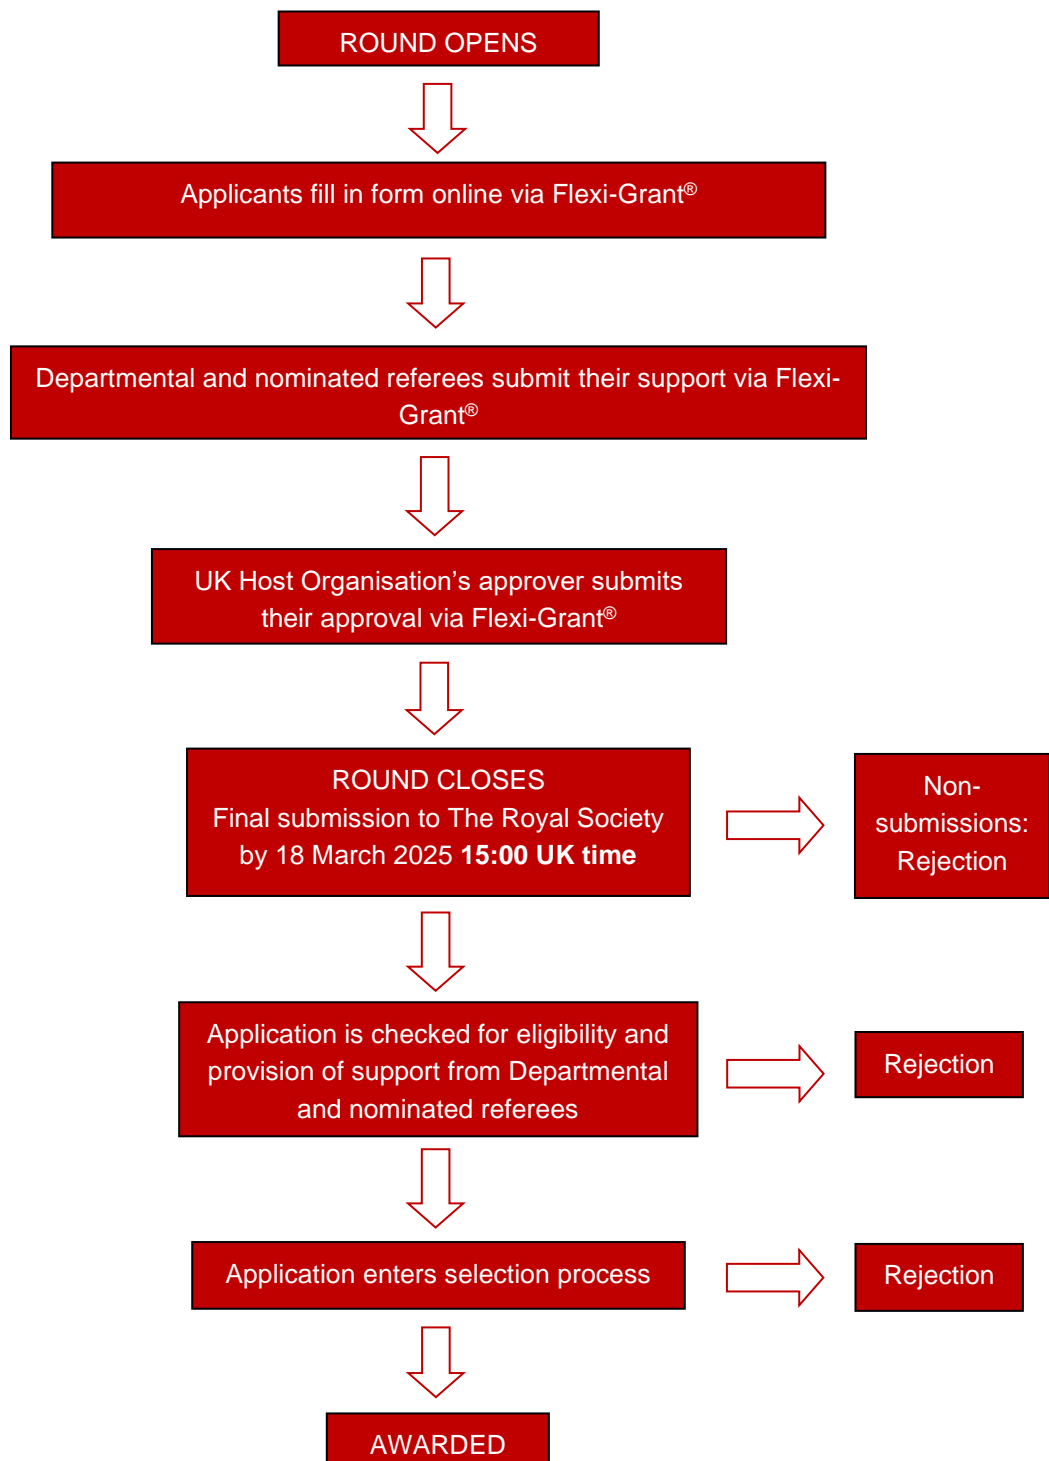 ROUND OPENS
Applicants fill in form online via Flexi-Grant®
Departmental and nominated referees submit their support via Flexi-
Grant®
UK Host Organisation’s approver submits
their approval via Flexi-Grant®
ROUND CLOSES
Final submission to The Royal Society
by 18 March 2025 15:00 UK time
Non-
submissions:
Rejection
Application is checked for eligibility and
provision of support from Departmental
and nominated referees
Rejection
Application enters selection process
Rejection
AWARDED